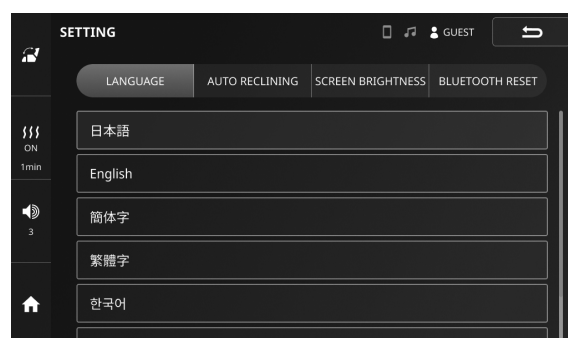 SETTING
GUEST
LANGUAGE AUTO RECLINING SCREEN BRIGHTNESS BLUETOOTH RESET
ON
1min
3
日本語
English
簡体字
繁體字
한국어